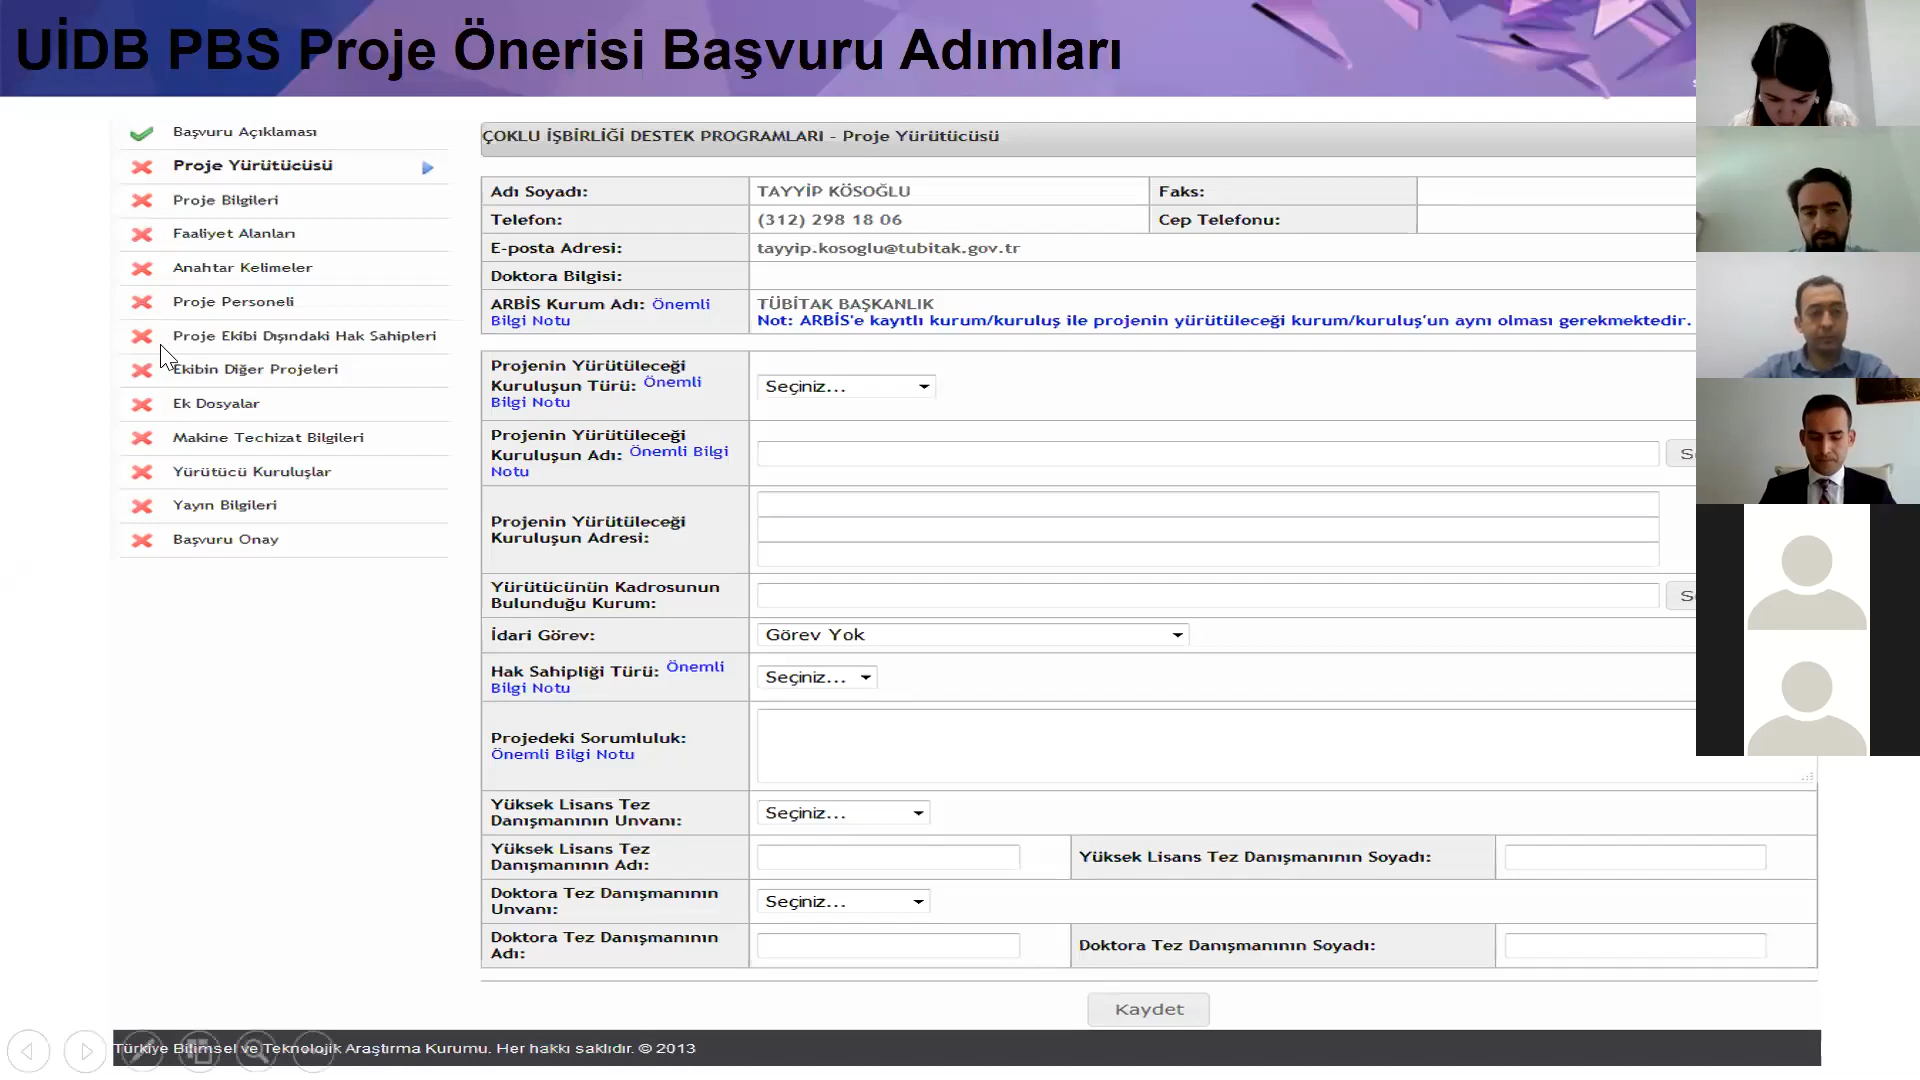 UİDB PBS Proje Önerisi Başvuru Adımları
Başvuru Açıklaması
Proje Yürütücüsü
Proje Bilgileri
Faaliyet Alanları
Anahtar Kelimeler
Proje Personeli
Proje Ekibi Dışındaki Hak Sahipleri
Ekibin Diğer Projeleri
Ek Dosyalar
Makine Techizat Bilgileri
Yürütücü Kuruluşlar
Yayın Bilgileri
Başvuru Onay
ÇOKLU İŞBİRLİĞİ DESTEK PROGRAMLARI - Proje Yürütücüsü
Adı Soyadı: TAYYİP KÖSOĞLU Faks:
Telefon: (312) 298 18 06 Cep Telefonu:
E-posta Adresi: tayyip.kosoglu@tubitak.gov.tr
Doktora Bilgisi:
ARBİS Kurum Adı: Önemli
Bilgi Notu
TÜBİTAK BAŞKANLIK
Not: ARBİS'e kayıtlı kurum/kuruluş ile projenin yürütüleceği kurum/kuruluş'un aynı olması gerekmektedir.
Projenin Yürütüleceği
Kuruluşun Türü: Önemli
Bilgi Notu
Seçiniz...
Projenin Yürütüleceği
Kuruluşun Adı: Önemli Bilgi
Notu
Projenin Yürütüleceği
Kuruluşun Adresi:
Yürütücünün Kadrosunun
Bulunduğu Kurum:
İdari Görev: Görev Yok
Hak Sahipliği Türü: Önemli
Bilgi Notu
Seçiniz...
Projedeki Sorumluluk:
Önemli Bilgi Notu
Yüksek Lisans Tez
Danışmanının Unvanı:
Seçiniz...
Yüksek Lisans Tez
Danışmanının Adı:
Yüksek Lisans Tez Danışmanının Soyadı:
Doktora Tez Danışmanının
Unvanı:
Seçiniz...
Doktora Tez Danışmanının
Adı:
Doktora Tez Danışmanının Soyadı:
Kaydet
Türkiye Bilimsel ve Teknolojik Araştırma Kurumu. Her hakkı saklıdır. © 2013